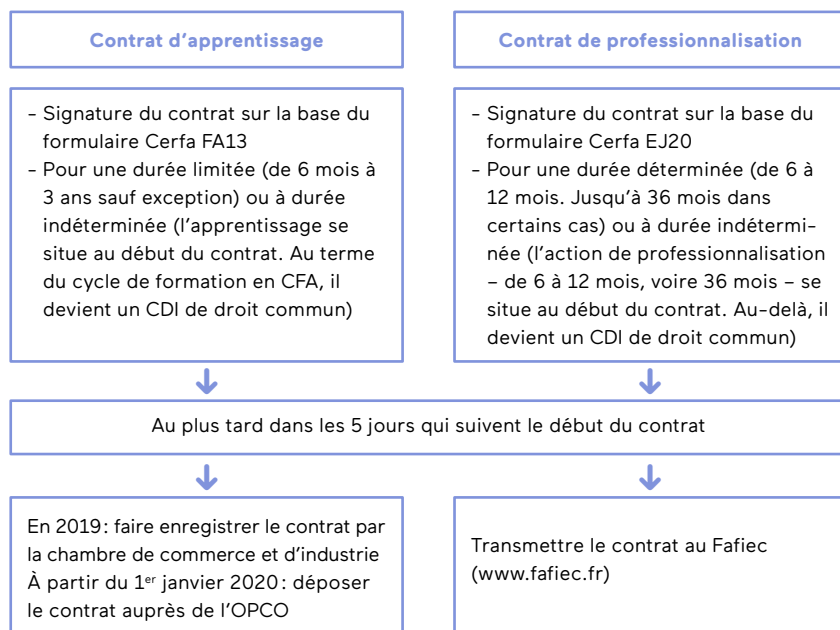 Contrat d’apprentissage
- Signature du contrat sur la base du
formulaire Cerfa FA13
- Pour une durée limitée (de 6 mois à
3 ans sauf exception) ou à durée
indéterminée (l’apprentissage se
situe au début du contrat. Au terme
du cycle de formation en CFA, il
devient un CDI de droit commun)
Contrat de professionnalisation
- Signature du contrat sur la base du
formulaire Cerfa EJ20
- Pour une durée déterminée (de 6 à
12 mois. Jusqu’à 36 mois dans
certains cas) ou à durée indétermi-
née (l’action de professionnalisation
– de 6 à 12 mois, voire 36 mois – se
situe au début du contrat. Au-delà, il
devient un CDI de droit commun)
Au plus tard dans les 5 jours qui suivent le début du contrat
En 2019 : faire enregistrer le contrat par
la chambre de commerce et d’industrie
À partir du 1er janvier 2020 : déposer
le contrat auprès de l’OPCO
Transmettre le contrat au Fafiec
(www.fafiec.fr)